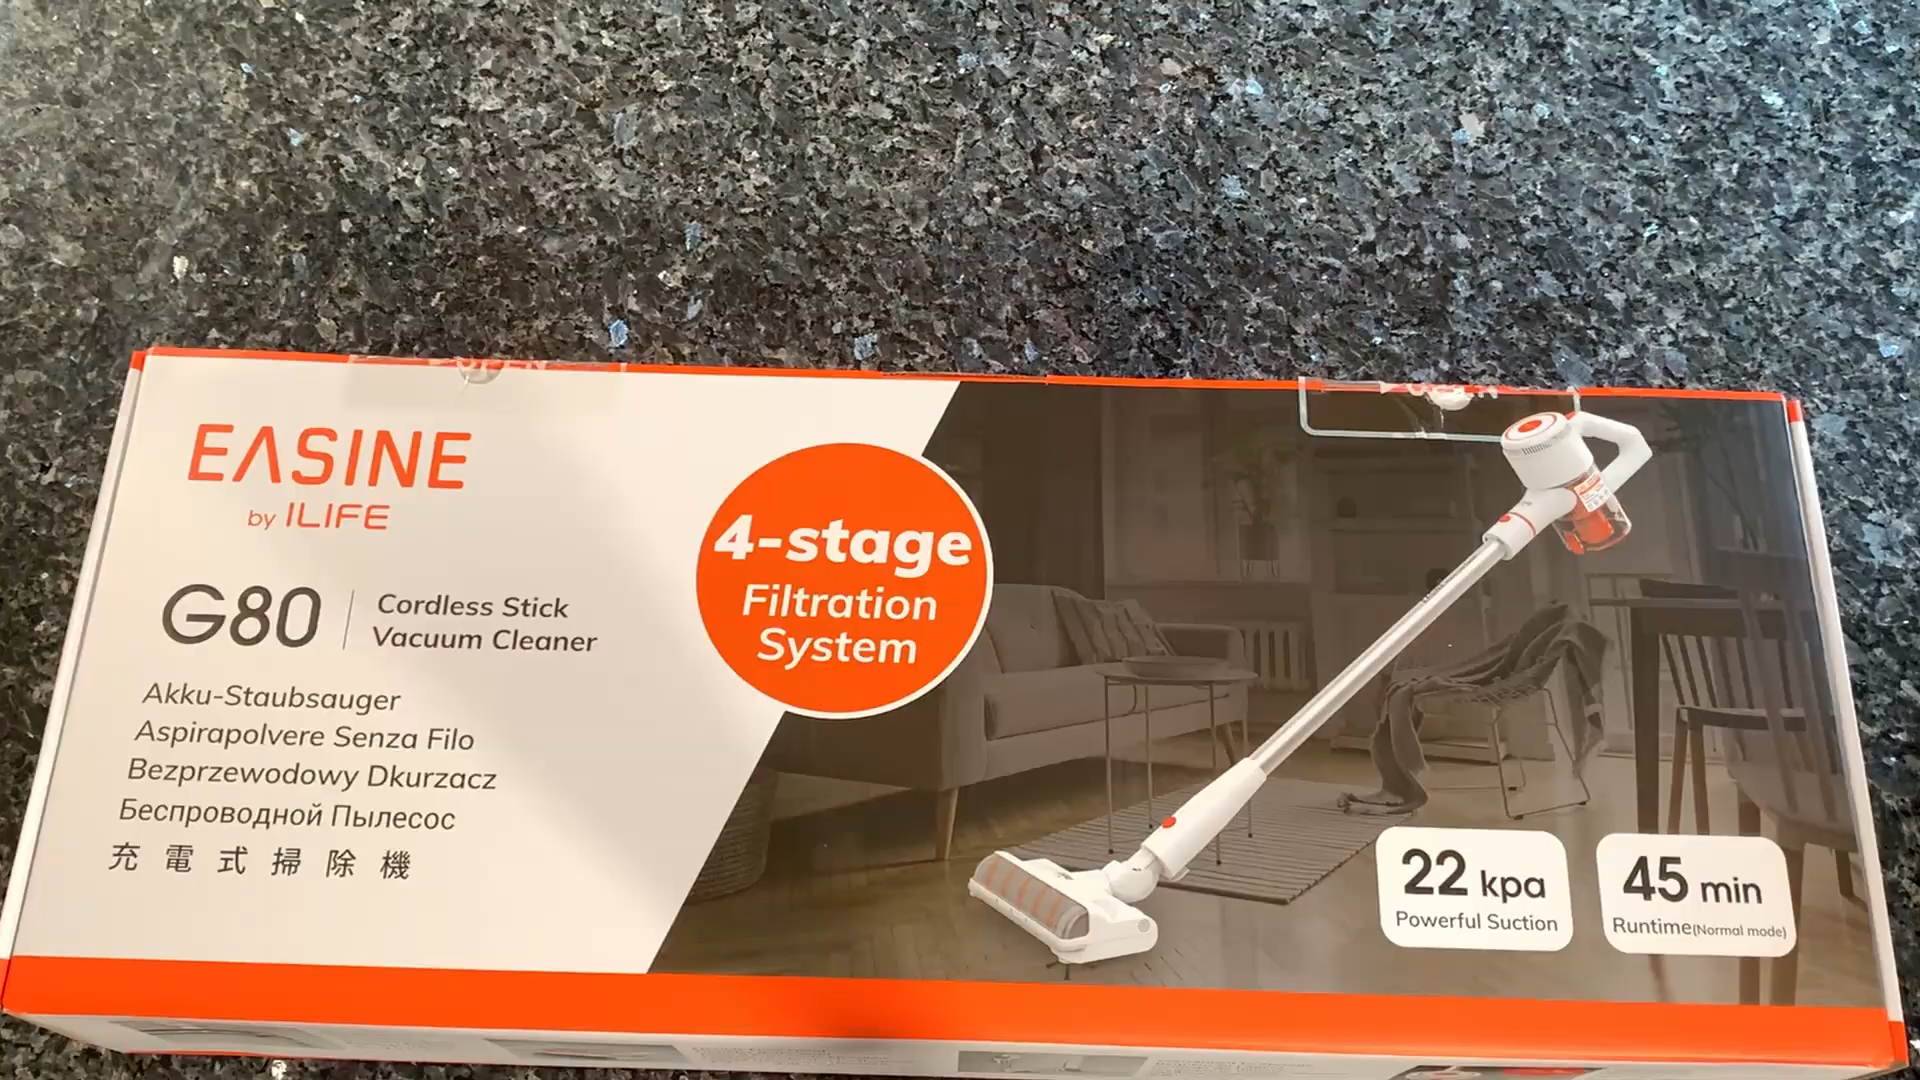 OPEN
EASINE
by ILIFE
G80
Cordless Stick
Vacuum Cleaner
Akku-Staubsauger
Aspirapolvere Senza Filo
Bezprzewodowy Dkurzacz
Беспроводной Пылесос
充電式掃除機
4-stage
Filtration
System
22 kpa
Powerful Suction
45 min
Runtime(Normal mode)